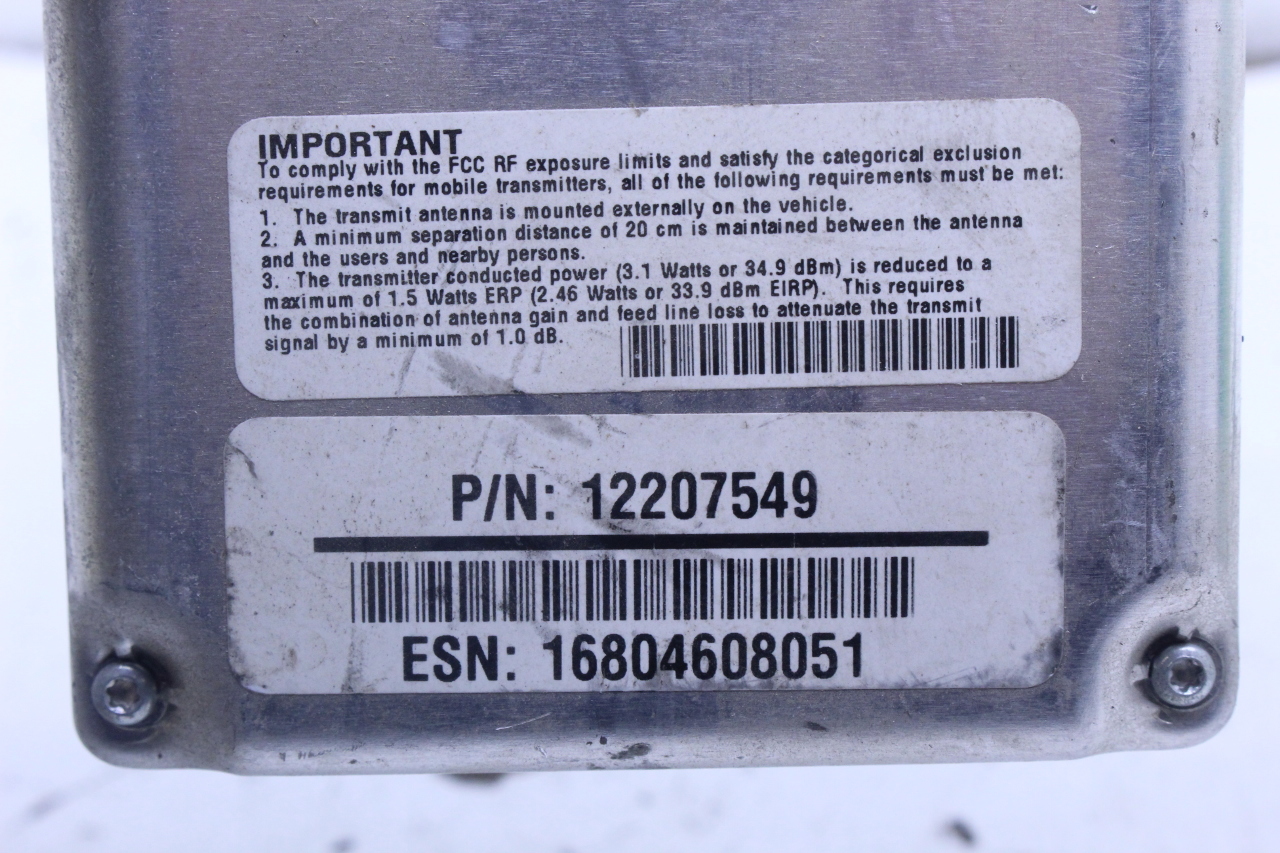 IMPORTANT
To comply with the FCC RF exposure limits and satisfy the categorical exclusion
requirements for mobile transmitters, all of the following requirements must be met:
1. The transmit antenna is mounted externally on the vehicle.
2. A minimum separation distance of 20 cm is maintained between the antenna
and the users and nearby persons.
3. The transmitter conducted power (3.1 Watts or 34.9 dBm) is reduced to a
maximum of 1.5 Watts ERP (2.46 Watts or 33.9 dBm EIRP). This requires
the combination of antenna gain and feed line loss to attenuate the transmit
signal by a minimum of 1.0 dB.
P/N: 12207549
ESN: 16804608051